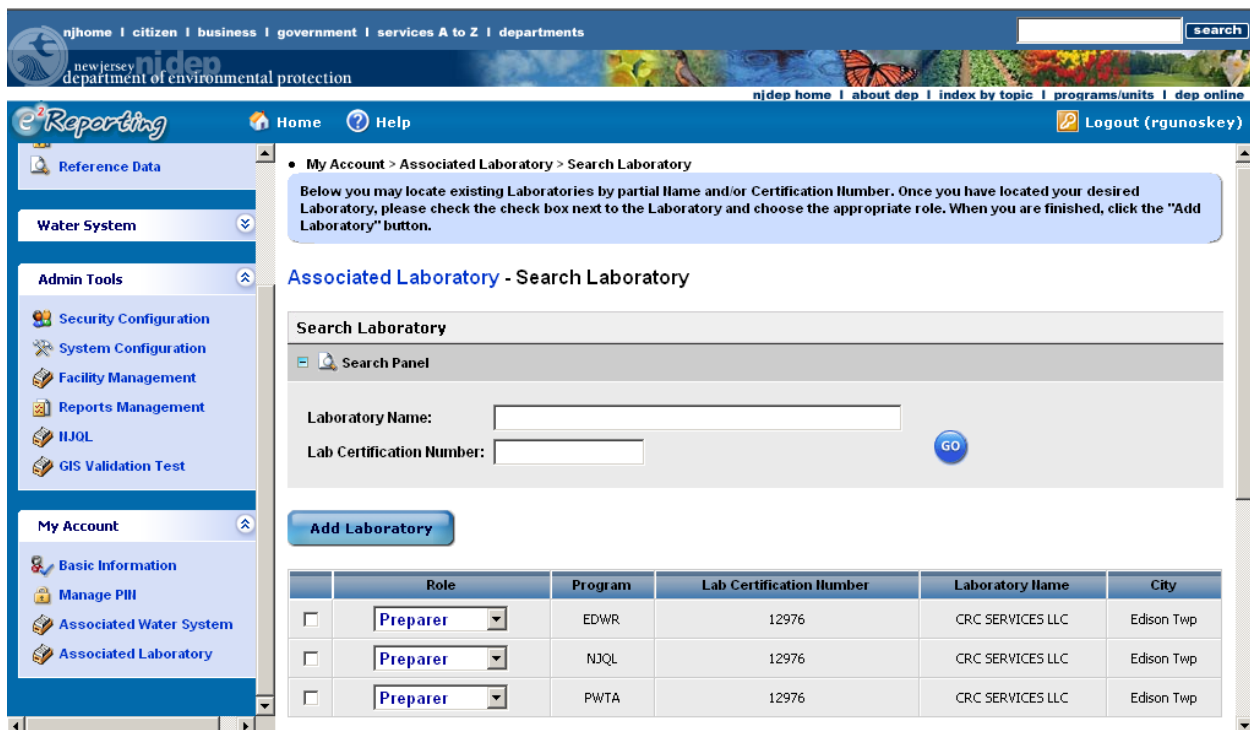 njhome I citizen I business I government I services A to Z I departments
search
newjersey njdep
department of environmental protection
njdep home I about dep I index by topic I programs/units I dep online
e2Reporting
Home
Help
Logout (rgunoskey)
Reference Data
Water System
Admin Tools
Security Configuration
System Configuration
Facility Management
Reports Management
NJQL
GIS Validation Test
My Account
Basic Information
Manage PIN
Associated Water System
Associated Laboratory
• My Account > Associated Laboratory > Search Laboratory
Below you may locate existing Laboratories by partial Name and/or Certification Number. Once you have located your desired
Laboratory, please check the check box next to the Laboratory and choose the appropriate role. When you are finished, click the "Add
Laboratory" button.
Associated Laboratory - Search Laboratory
Search Laboratory
Search Panel
Laboratory Name:
Lab Certification Number:
GO
Add Laboratory
Role Program Lab Certification Number Laboratory Name City
Preparer EDWR 12976 CRC SERVICES LLC Edison Twp
Preparer NJQL 12976 CRC SERVICES LLC Edison Twp
Preparer PWTA 12976 CRC SERVICES LLC Edison Twp